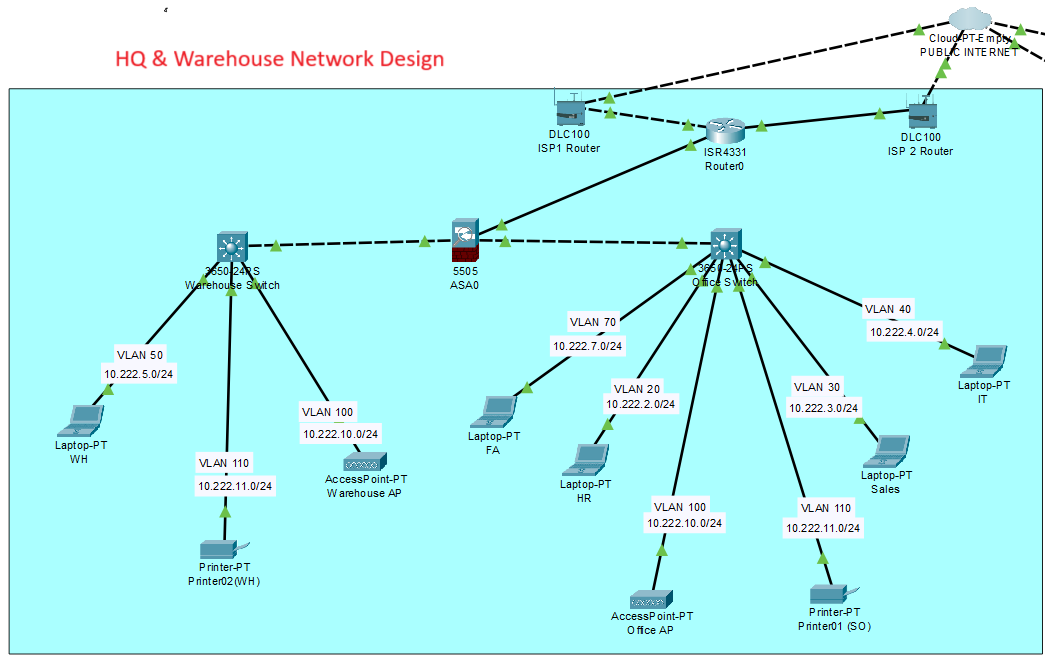 HQ & Warehouse Network Design
Cloud-PT-Empty
PUBLIC INTERNET
DLC100
ISP1 Router
ISR4331
Router0
DLC100
ISP 2 Router
3650-24PS
Warehouse Switch
5505
ASA0
3650-24PS
Office Switch
VLAN 50
10.222.5.0/24
Laptop-PT
WH
VLAN 110
10.222.11.0/24
Printer-PT
Printer02(WH)
VLAN 100
10.222.10.0/24
AccessPoint-PT
Warehouse AP
VLAN 70
10.222.7.0/24
Laptop-PT
FA
VLAN 20
10.222.2.0/24
Laptop-PT
HR
VLAN 100
10.222.10.0/24
AccessPoint-PT
Office AP
VLAN 110
10.222.11.0/24
Printer-PT
Printer01 (SO)
VLAN 30
10.222.3.0/24
Laptop-PT
Sales
VLAN 40
10.222.4.0/24
Laptop-PT
IT